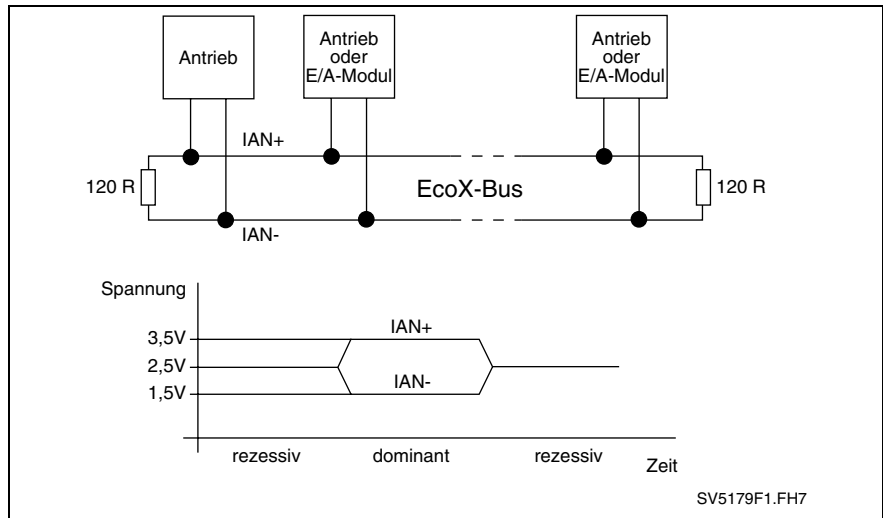 Antrieb
Antrieb
oder
E/A-Modul
Antrieb
oder
E/A-Modul
IAN+
120 R
EcoX-Bus
120 R
IAN-
Spannung
3,5V
IAN+
2,5V
1,5V
IAN-
rezessiv
dominant
rezessiv
Zeit
SV5179F1.FH7